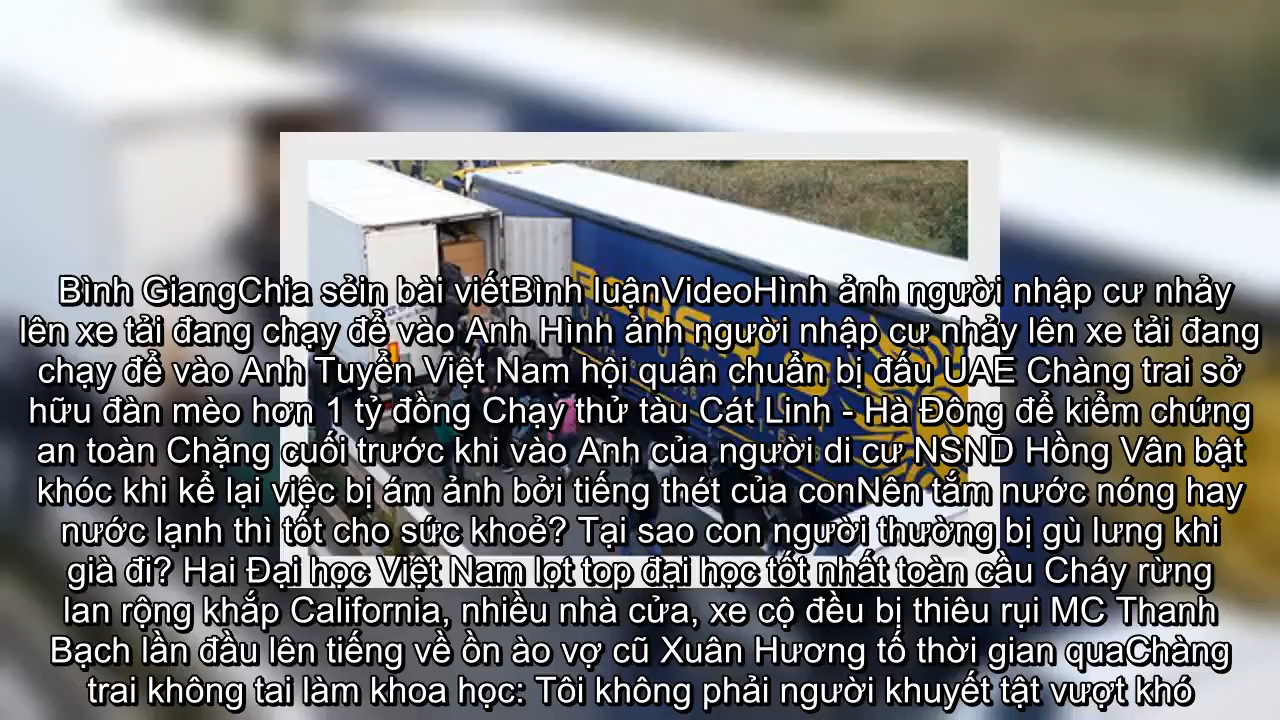 Bình GiangChia sẻin bài viếtBình luậnVideoHình ảnh người nhập cư nhảy
lên xe tải đang chạy để vào Anh Hình ảnh người nhập cư nhảy lên xe tải đang
chạy để vào Anh Tuyển Việt Nam hội quân chuẩn bị đấu UAE Chàng trai sở
hữu đàn mèo hơn 1 tỷ đồng Chạy thử tàu Cát Linh - Hà Đông để kiểm chứng
an toàn Chặng cuối trước khi vào Anh của người di cư NSND Hồng Vân bật
khóc khi kể lại việc bị ám ảnh bởi tiếng thét của conNên tắm nước nóng hay
nước lạnh thì tốt cho sức khoẻ? Tại sao con người thường bị gù lưng khi
già đi? Hai Đại học Việt Nam lọt top đại học tốt nhất toàn cầu Cháy rừng
lan rộng khắp California, nhiều nhà cửa, xe cộ đều bị thiêu rụi MC Thanh
Bạch lần đầu lên tiếng về ồn ào vợ cũ Xuân Hương tố thời gian quaChàng
trai không tai làm khoa học: Tôi không phải người khuyết tật vượt khó